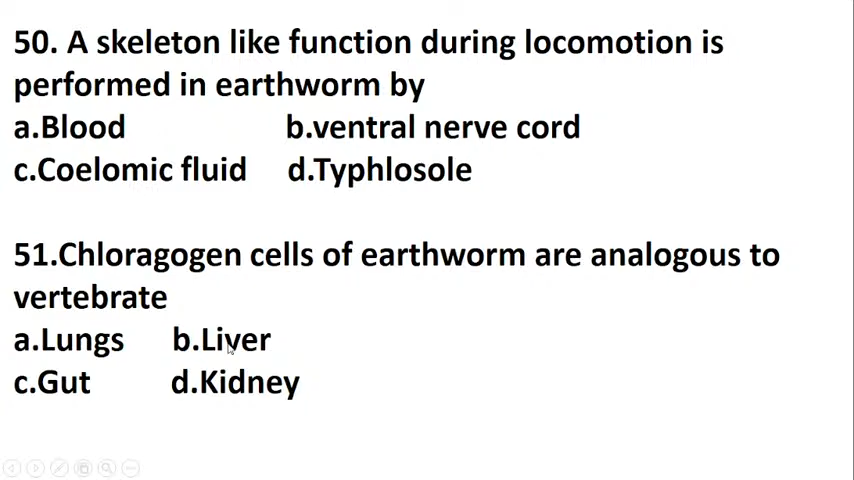 50. A skeleton like function during locomotion is
performed in earthworm by
a.Blood b.ventral nerve cord
c.Coelomic fluid d.Typhlosole
51.Chloragogen cells of earthworm are analogous to
vertebrate
a.Lungs b.Liver
c.Gut d.Kidney